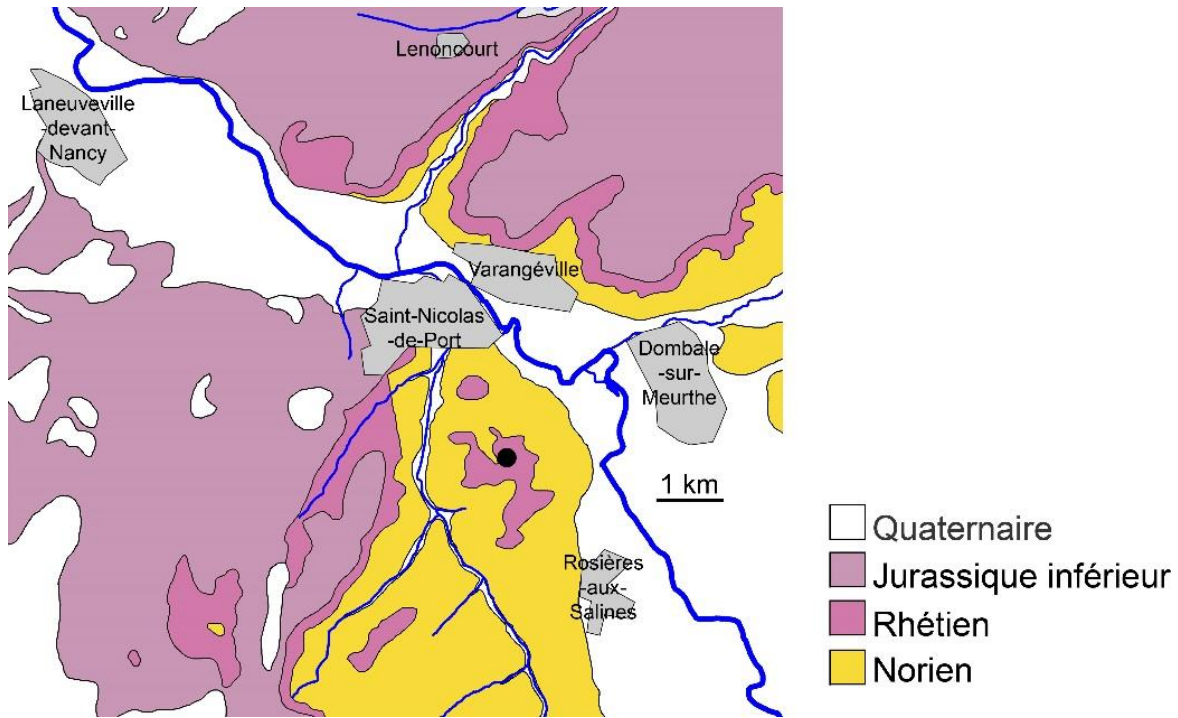 Lenoncourt
Laneuveville
-devant-
Nancy
Varangéville
Saint-Nicolas
-de-Port
Dombale
-sur-
Meurthe
1 km
Rosières
-aux-
Salines
Quaternaire
Jurassique inférieur
Rhétien
Norien